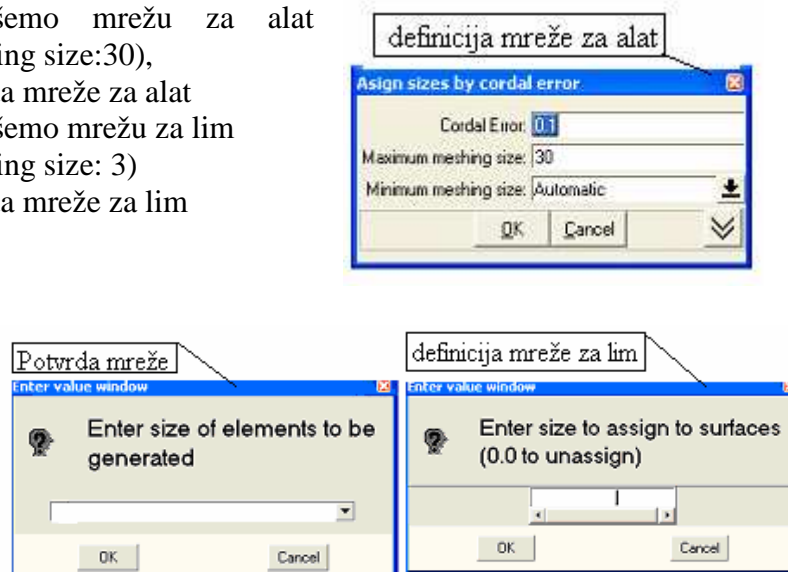 šemo mrežu za alat
ing size:30),
a mreže za alat
šemo mrežu za lim
ing size: 3)
a mreže za lim
definicija mreže za alat
Asign sizes by cordal error
Cordal Error: 0.1
Maximum meshing size: 30
Minimum meshing size: Automatic
OK Cancel
Potvrda mreže
Enter value window
Enter size of elements to be
generated
OK Cancel
definicija mreže za lim
Enter value window
Enter size to assign to surfaces
(0.0 to unassign)
OK Cancel